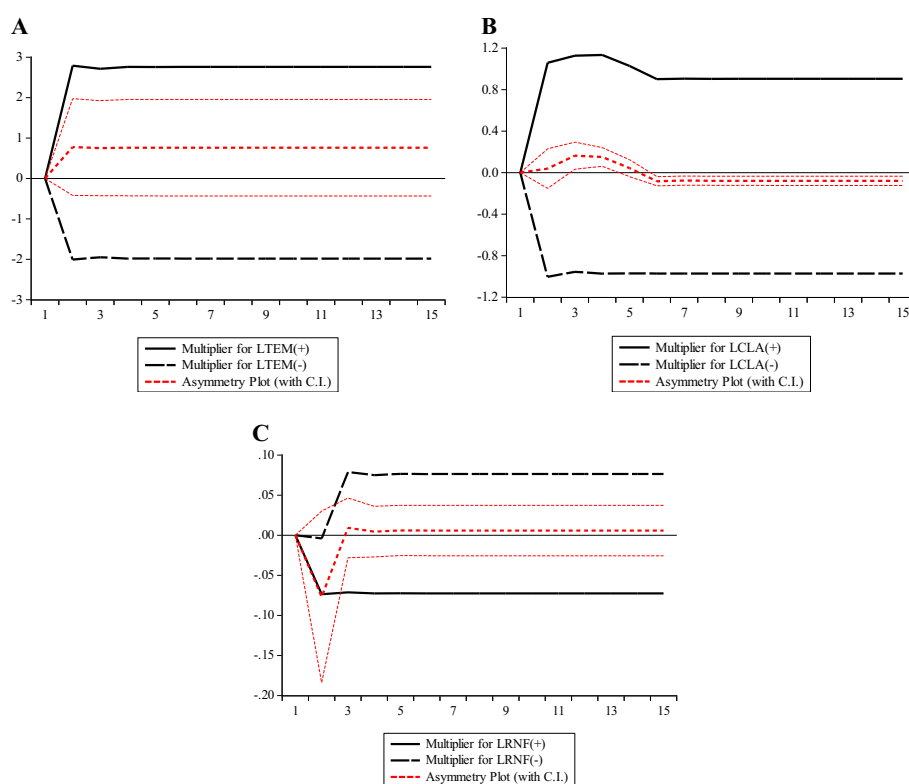 A
3
2
1
0
-1
-2
-3
1 3 5 7 9 11 13 15
Multiplier for LTEM(+)
Multiplier for LTEM(-)
Asymmetry Plot (with C.I.)
B
1.2
0.8
0.4
0.0
-0.4
-0.8
-1.2
1 3 5 7 9 11 13 15
Multiplier for LCLA(+)
Multiplier for LCLA(-)
Asymmetry Plot (with C.I.)
C
.10
.05
.00
-.05
-.10
-.15
-.20
1 3 5 7 9 11 13 15
Multiplier for LRNF(+)
Multiplier for LRNF(-)
Asymmetry Plot (with C.I.)